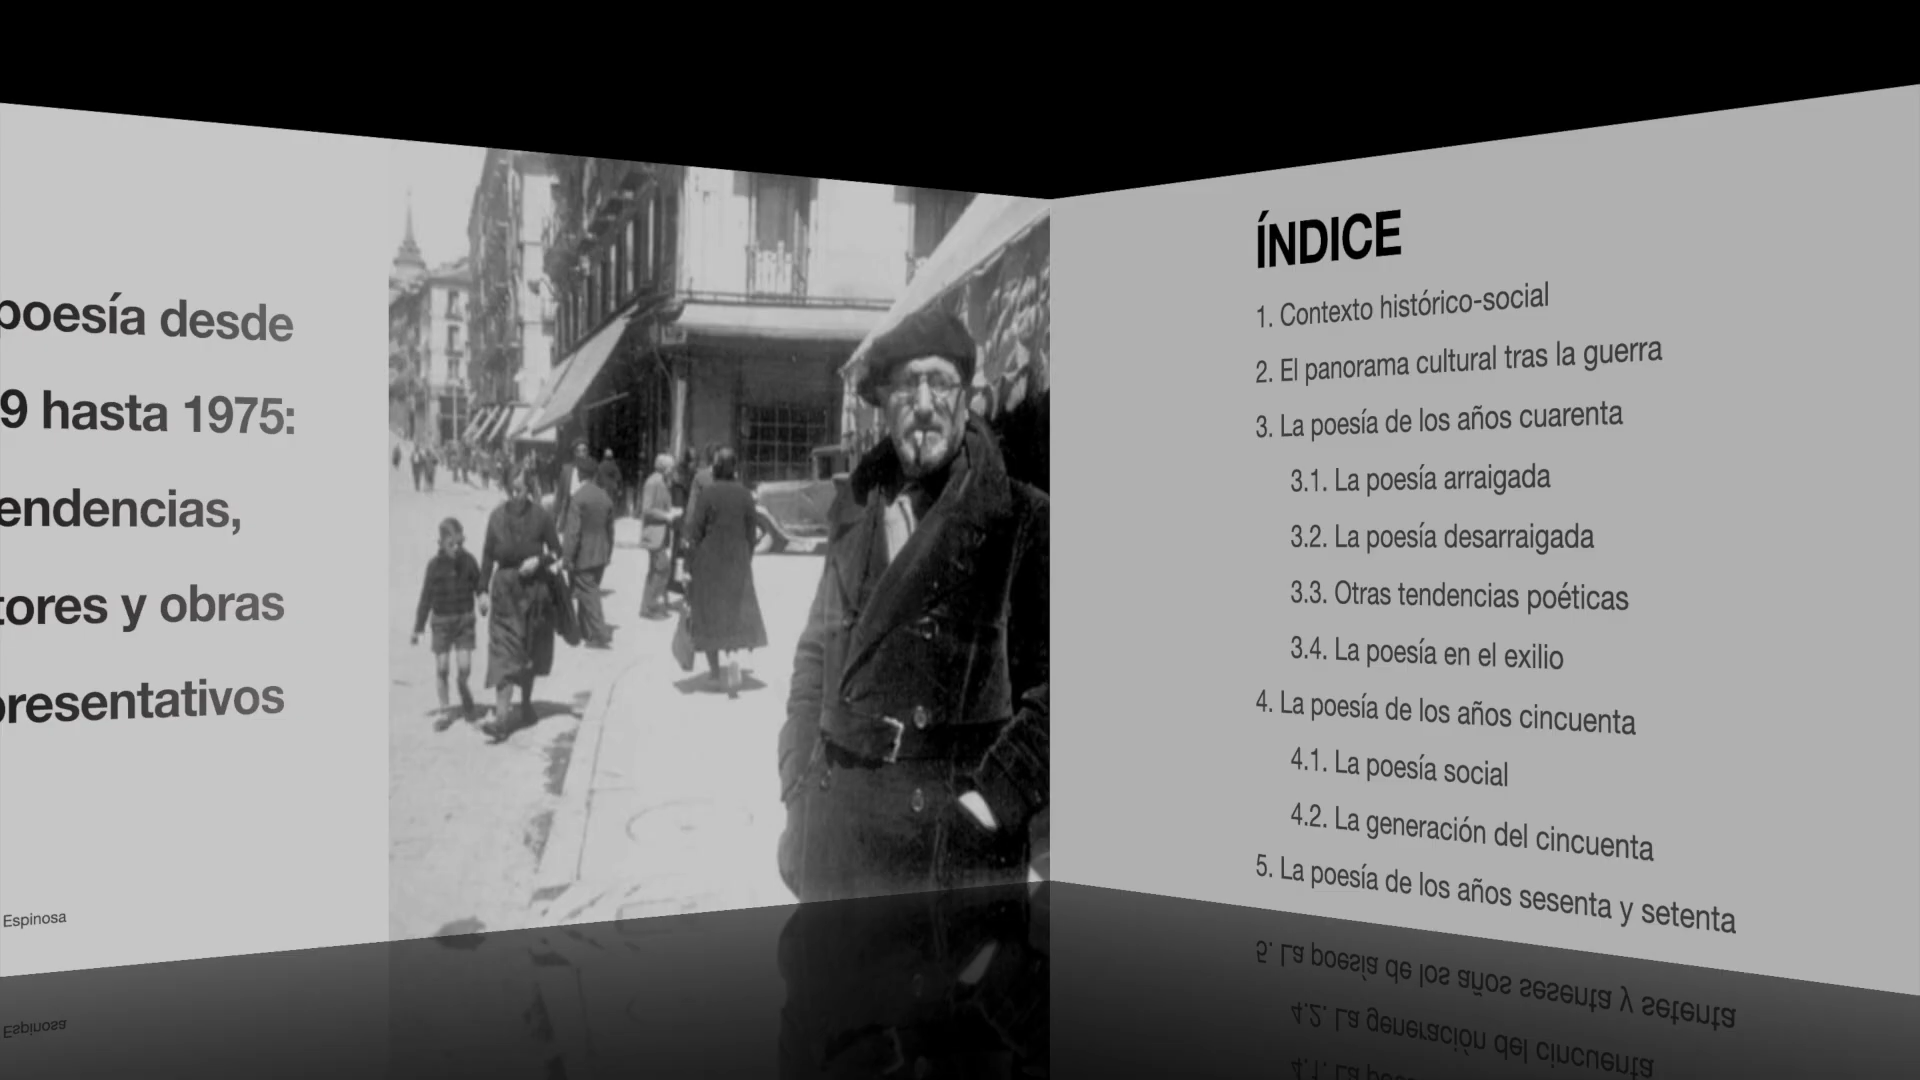 poesía desde
9 hasta 1975:
endencias,
tores y obras
presentativos
Espinosa
ÍNDICE
1. Contexto histórico-social
2. El panorama cultural tras la guerra
3. La poesía de los años cuarenta
3.1. La poesía arraigada
3.2. La poesía desarraigada
3.3. Otras tendencias poéticas
3.4. La poesía en el exilio
4. La poesía de los años cincuenta
4.1. La poesía social
4.2. La generación del cincuenta
5. La poesía de los años sesenta y setenta